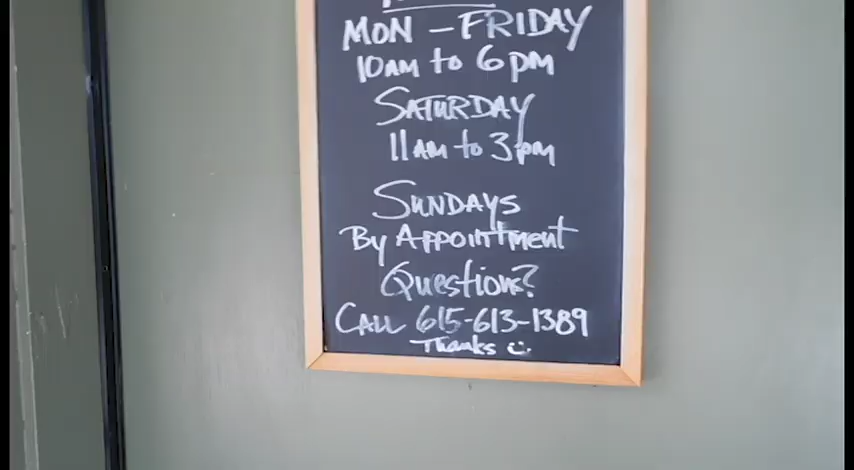 MON - FRIDAY
10AM to 6pm
SATURDAY
11AM to 3pm
SUNDAYS
By APPOINTment
Questions?
CALL 615-613-1389
Thanks